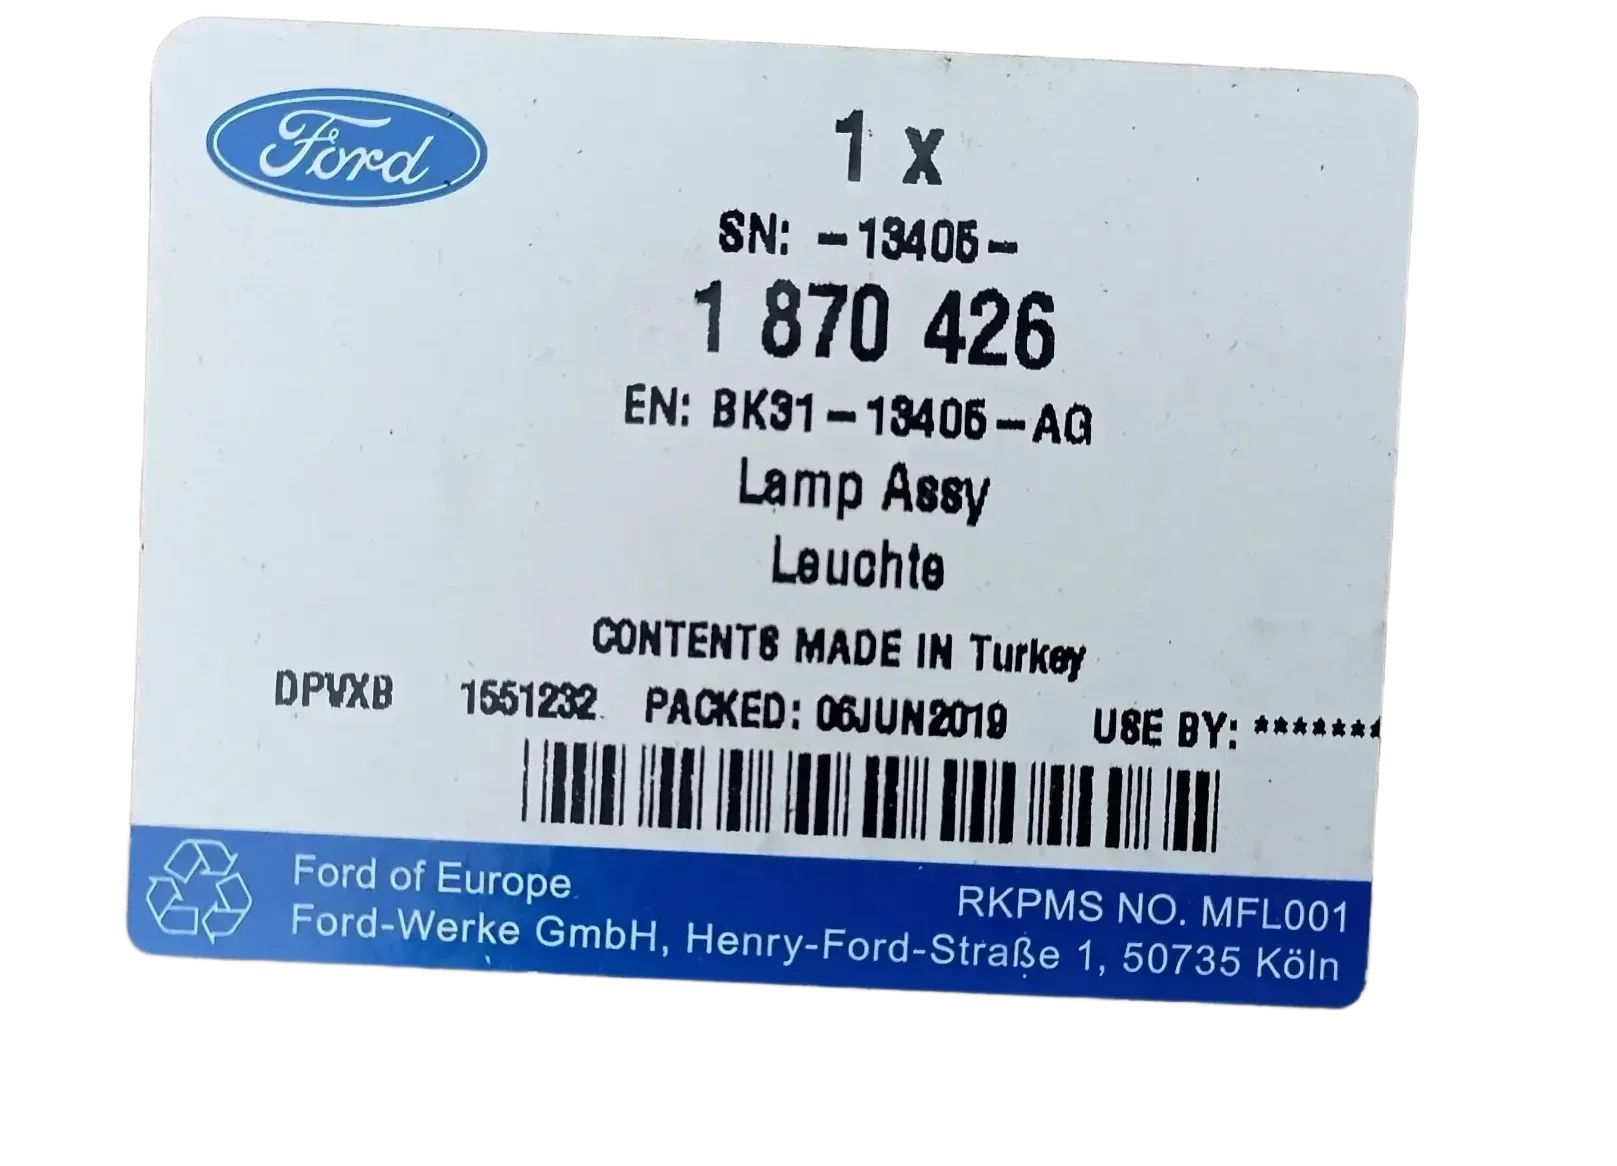 Ford
1 x
SN: -13405-
1 870 426
EN: BK31-13405-AG
Lamp Assy
Leuchte
CONTENTS MADE IN Turkey
DPVXB 1551232 PACKED: 06JUN2019 USE BY: *******
Ford of Europe
Ford-Werke GmbH, Henry-Ford-Straße 1, 50735 Köln
RKPMS NO. MFL001